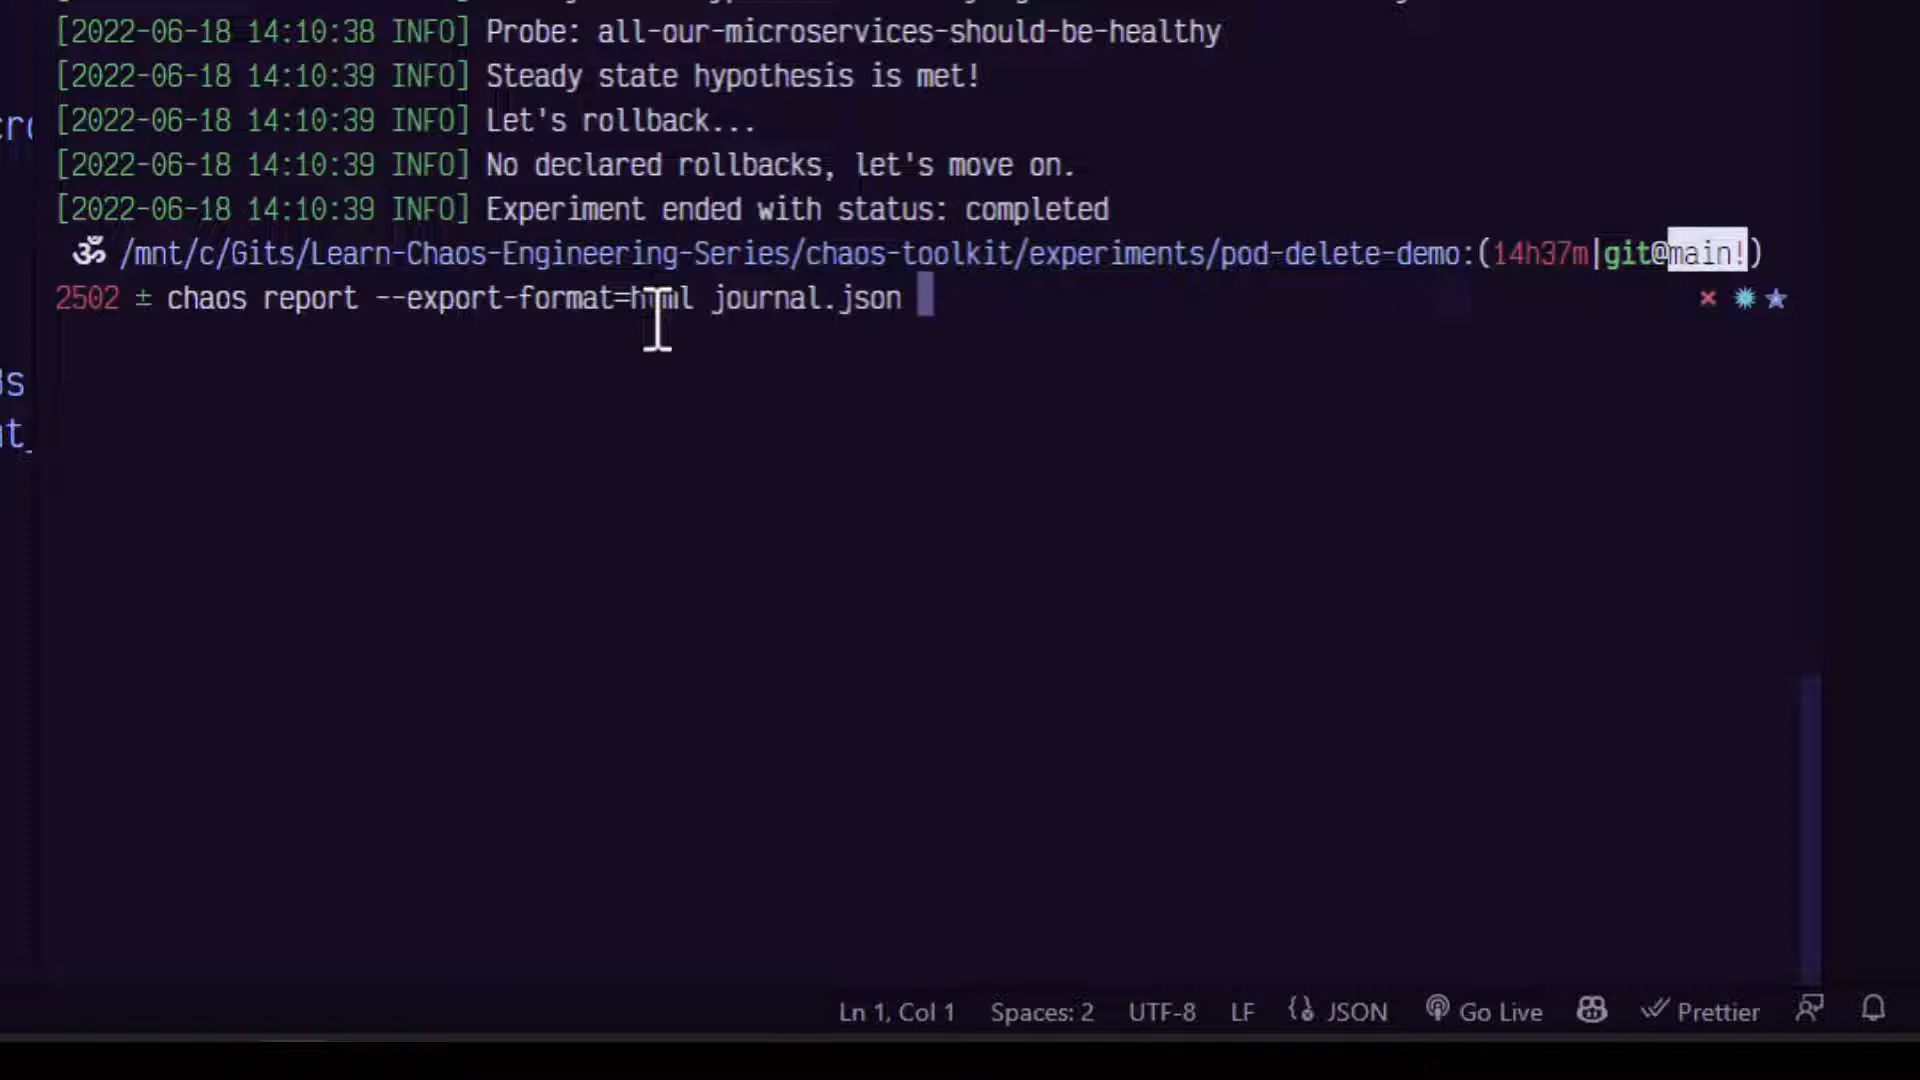 [2022-06-18 14:10:38 INFO] Probe: all-our-microservices-should-be-healthy
[2022-06-18 14:10:39 INFO] Steady state hypothesis is met!
[2022-06-18 14:10:39 INFO] Let's rollback...
[2022-06-18 14:10:39 INFO] No declared rollbacks, let's move on.
[2022-06-18 14:10:39 INFO] Experiment ended with status: completed
ॐ /mnt/c/Gits/Learn-Chaos-Engineering-Series/chaos-toolkit/experiments/pod-delete-demo:(14h37m|git@main!)
2502 ± chaos report --export-format=html journal.json
Ln 1, Col 1 Spaces: 2 UTF-8 LF JSON Go Live Prettier